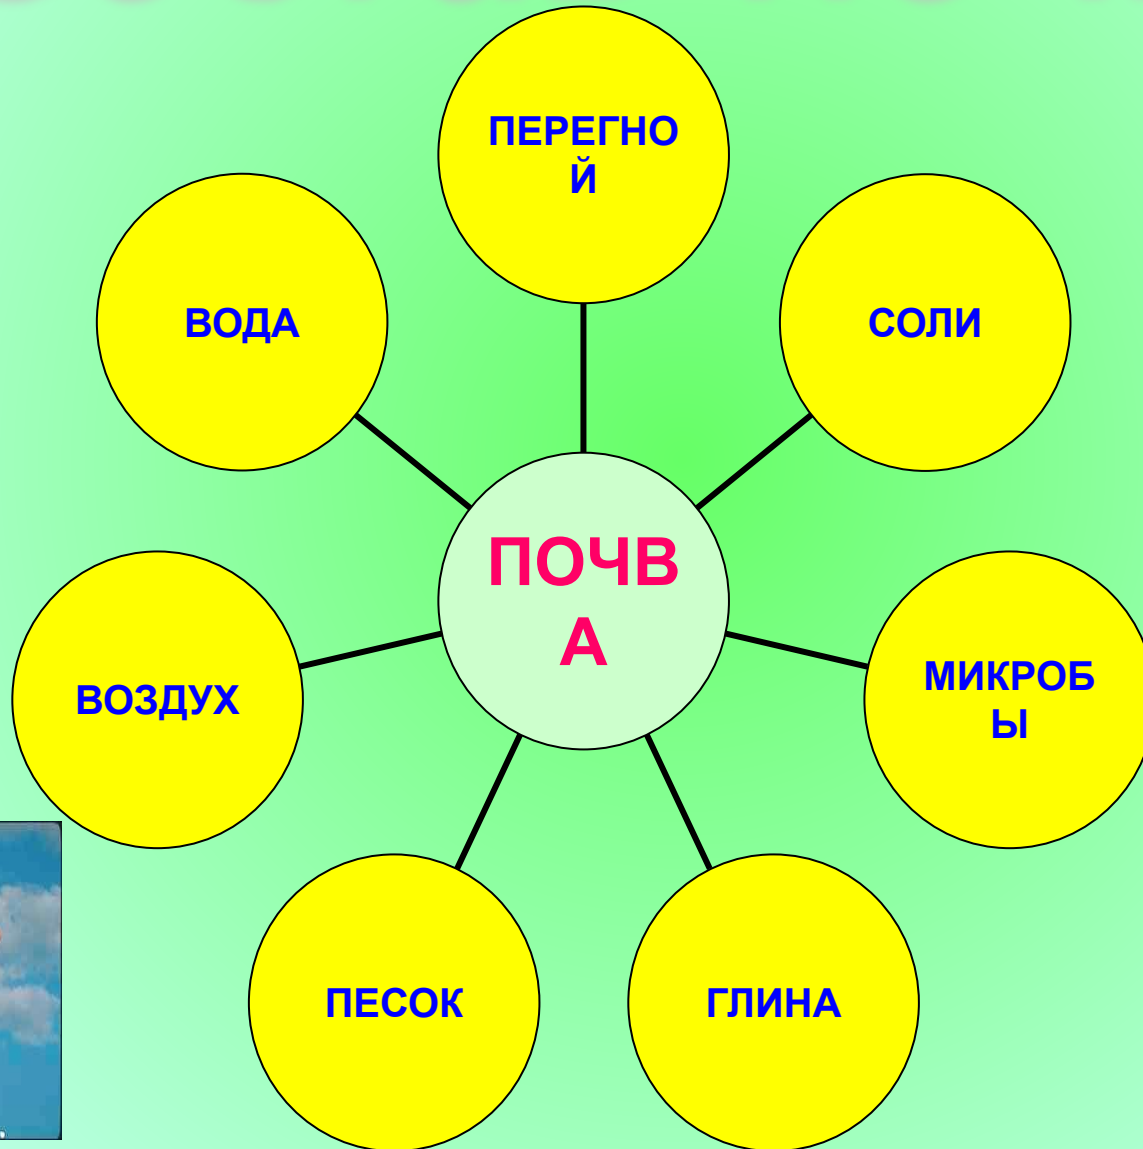 ПЕРЕГНО
Й
ВОДА
СОЛИ
ПОЧВ
А
ВОЗДУХ
МИКРОБ
Ы
ПЕСОК
ГЛИНА